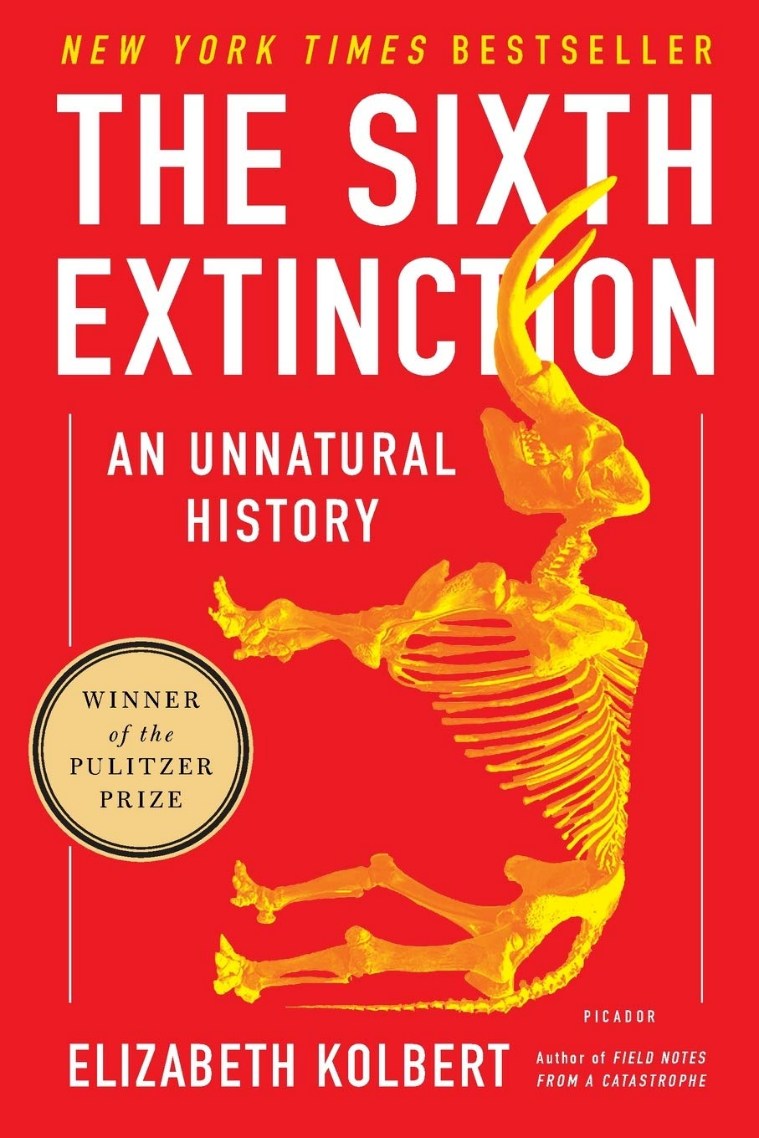 NEW YORK TIMES BESTSELLER
THE SIXTH
EXTINCTION
AN UNNATURAL
HISTORY
WINNER
of the
PULITZER
PRIZE
PICADOR
ELIZABETH KOLBERT
Author of FIELD NOTES
FROM A CATASTROPHE